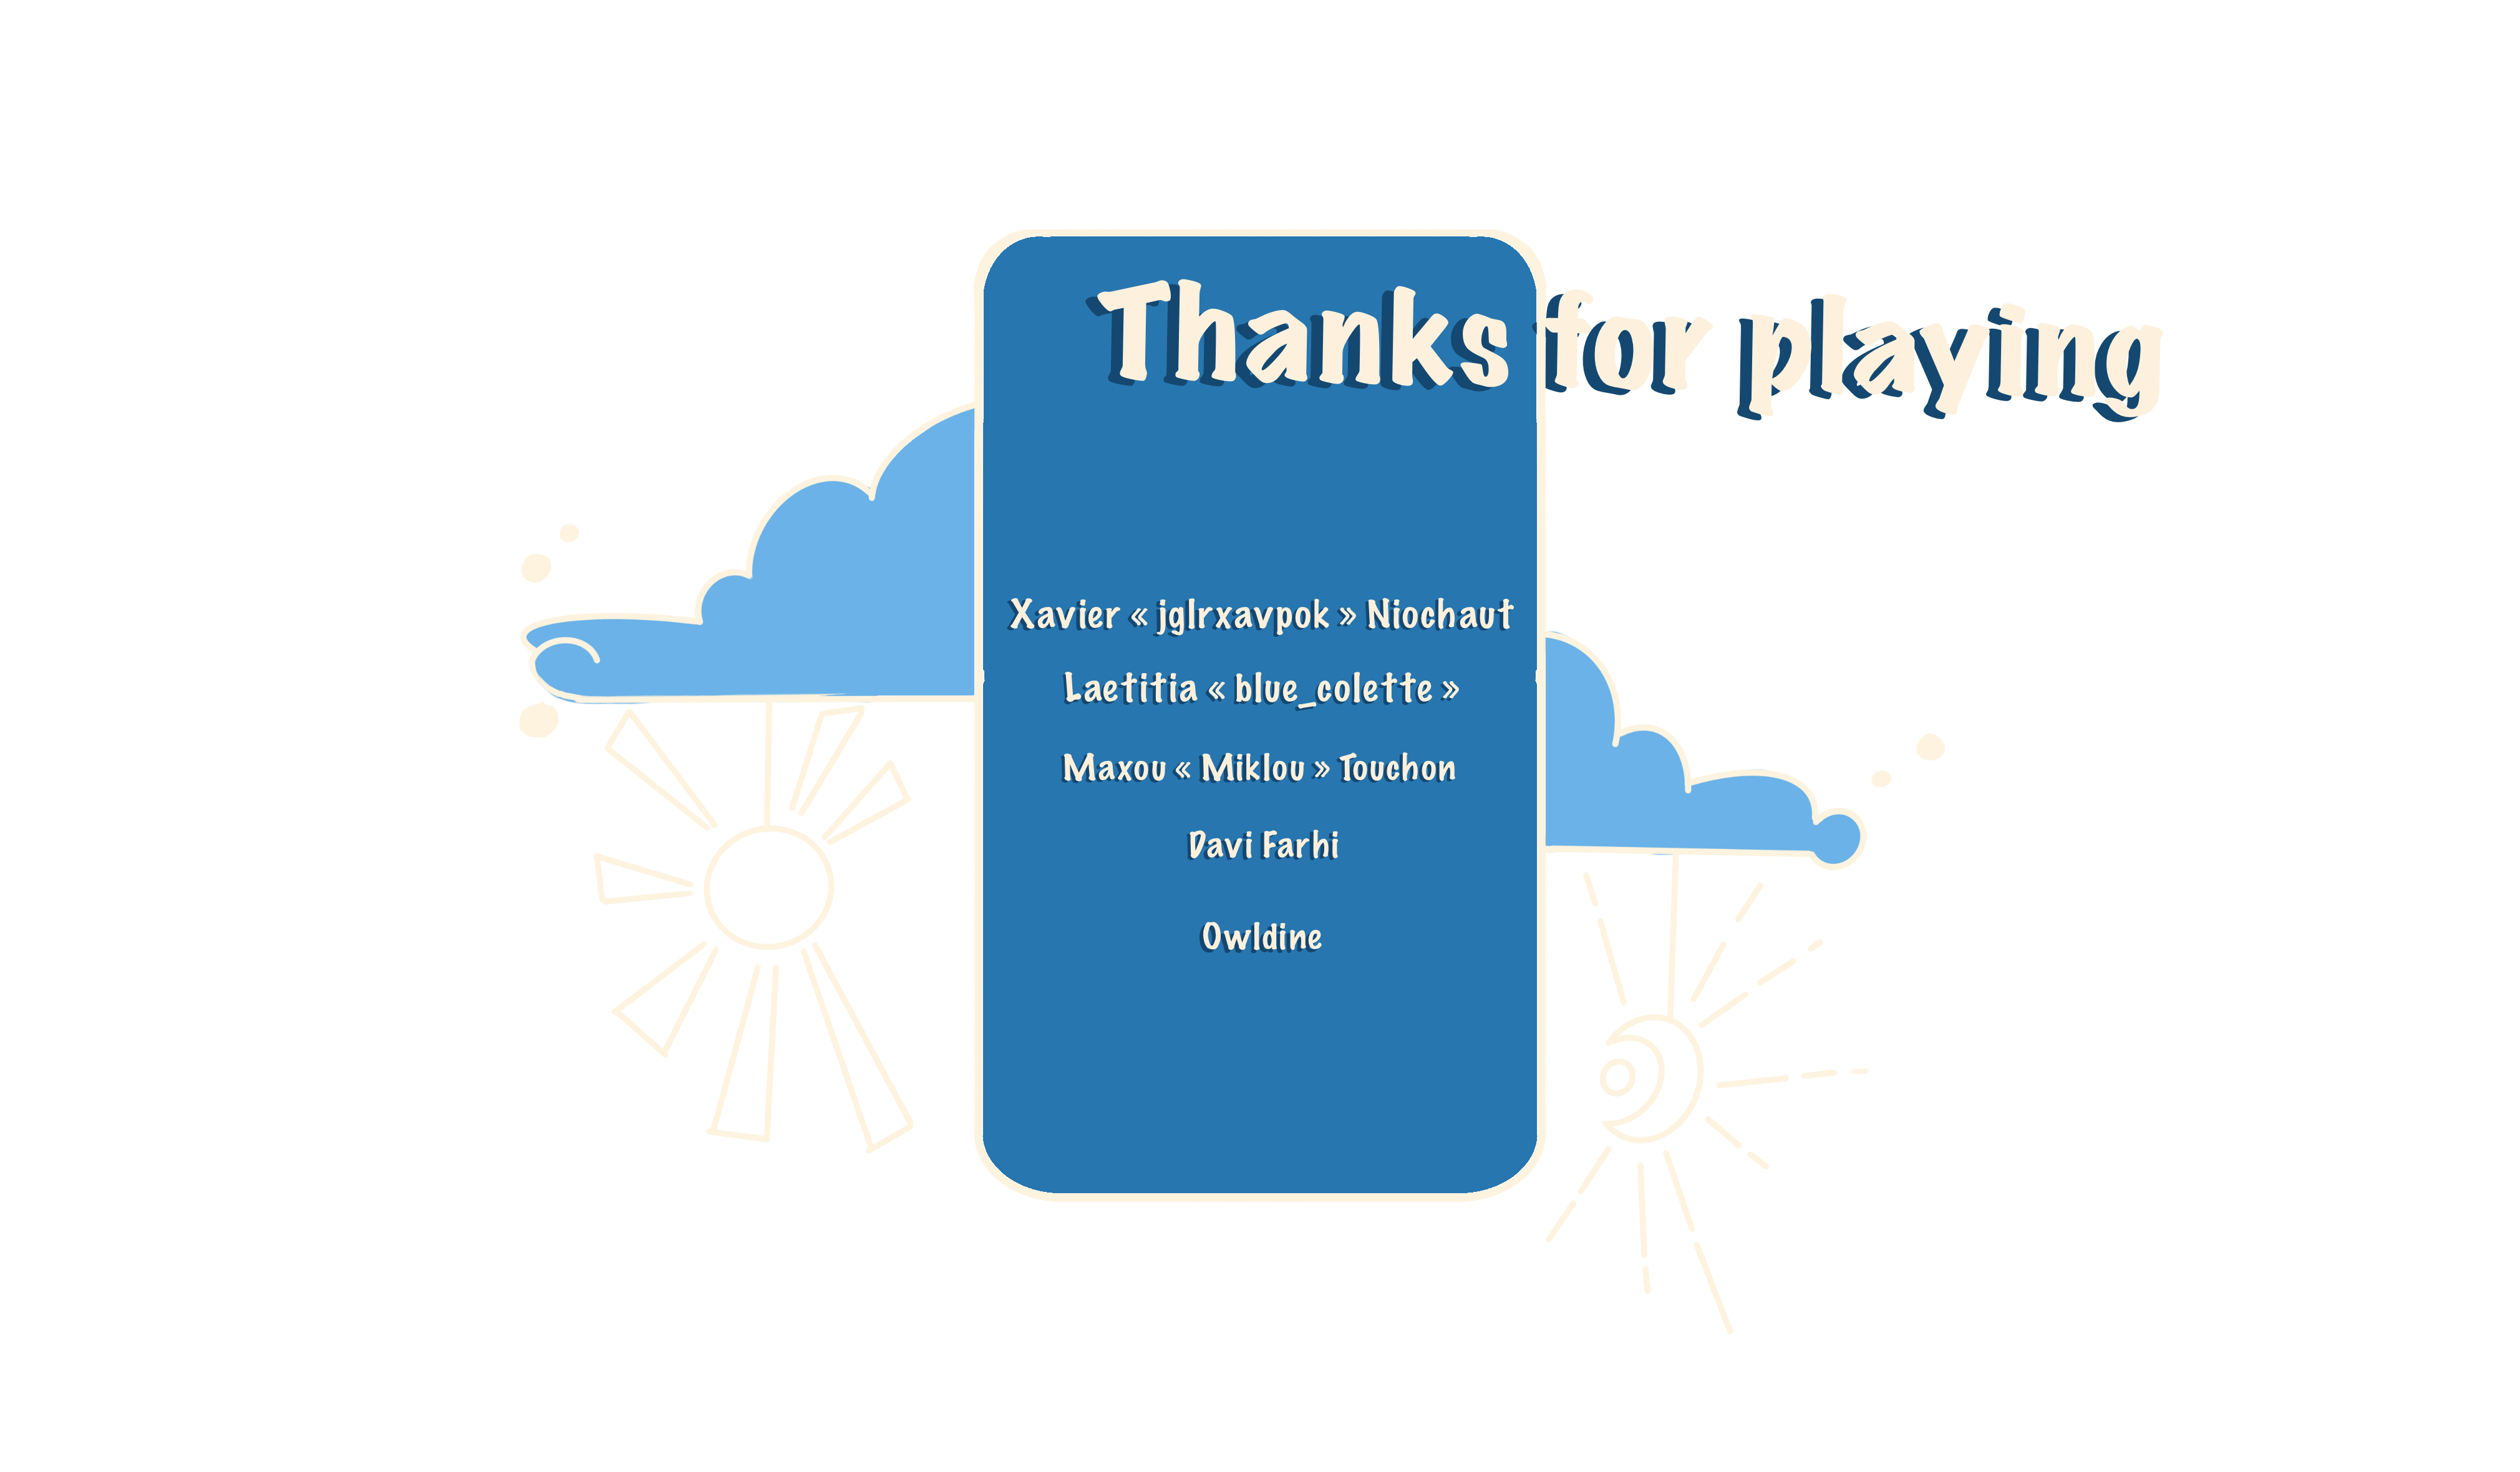 Thanks for playing
Xavier « jglrxavpok » Niochaut
Laetitia « blue_colette »
Maxou « Miklou » Touchon
Davi Farhi
Owldine